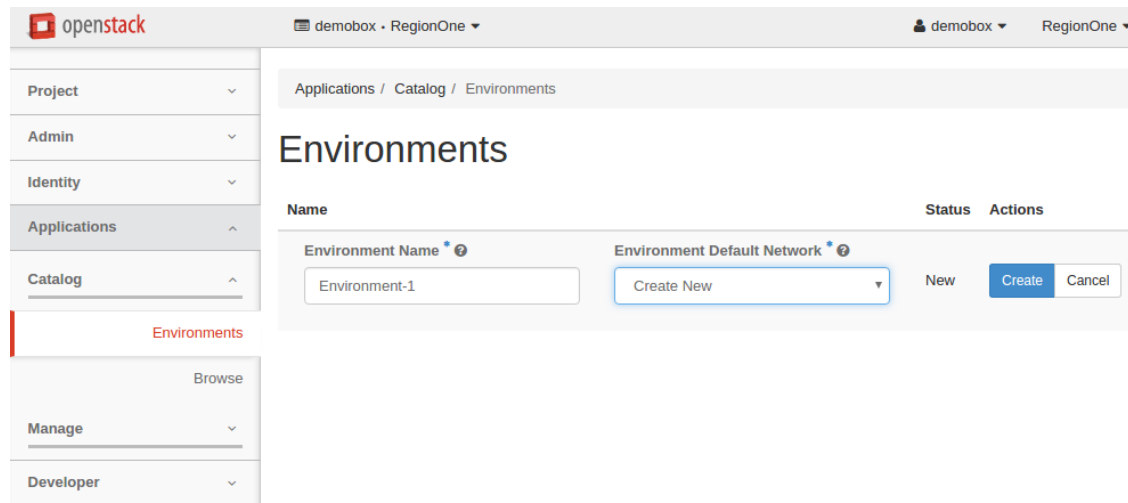 openstack
demobox · RegionOne
demobox
RegionOne
Project
Admin
Identity
Applications
Catalog
Environments
Browse
Manage
Developer
Applications / Catalog / Environments
Environments
Name Status Actions
Environment Name * Environment Default Network *
Environment-1 Create New New Create Cancel